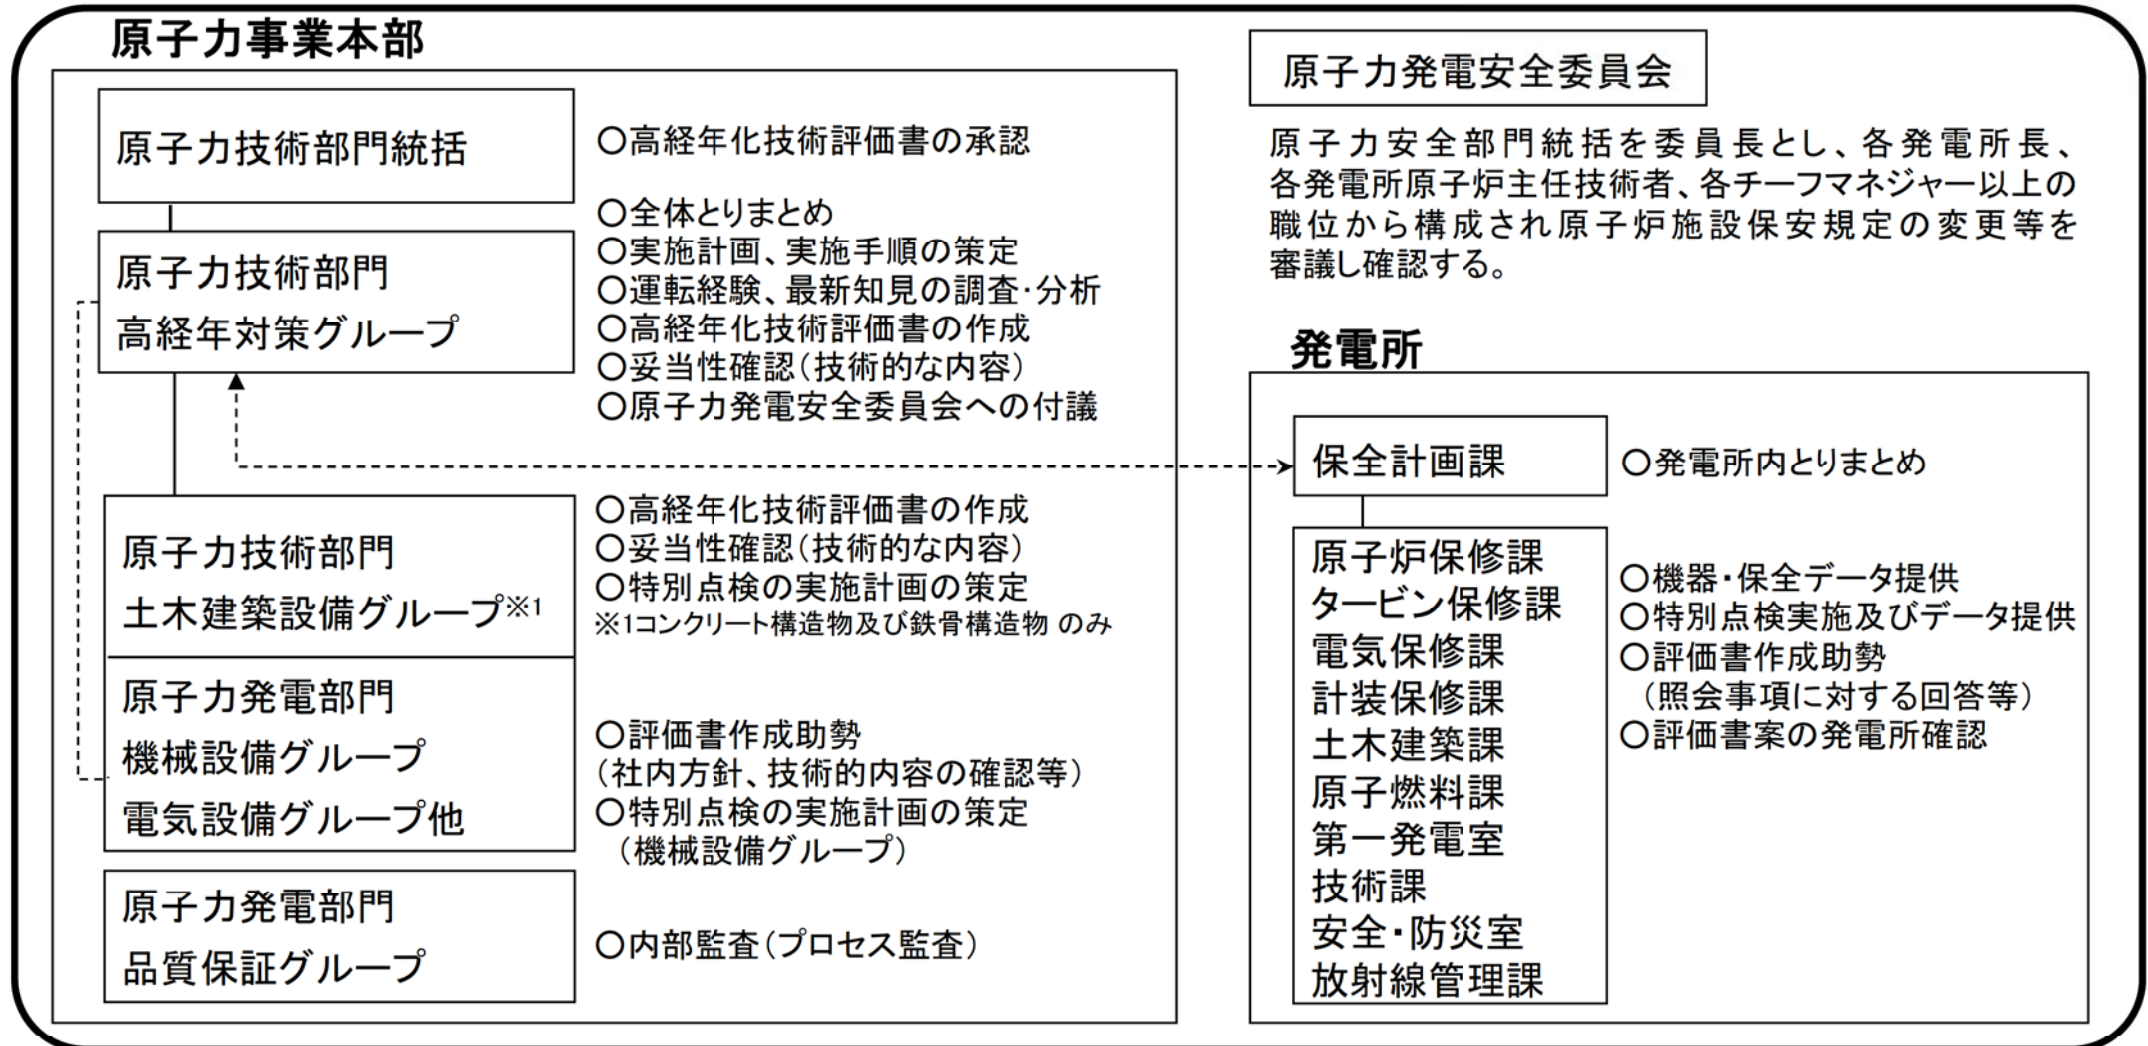 原子力事業本部
原子力技術部門統括
○高経年化技術評価書の承認
原子力技術部門
高経年対策グループ
○全体とりまとめ
○実施計画、実施手順の策定
○運転経験、最新知見の調査・分析
○高経年化技術評価書の作成
○妥当性確認（技術的な内容）
○原子力発電安全委員会への付議
原子力技術部門
土木建築設備グループ※1
○高経年化技術評価書の作成
○妥当性確認（技術的な内容）
○特別点検の実施計画の策定
※1コンクリート構造物及び鉄骨構造物 のみ
原子力発電部門
機械設備グループ
電気設備グループ他
○評価書作成助勢
（社内方針、技術的内容の確認等）
○特別点検の実施計画の策定
（機械設備グループ）
原子力発電部門
品質保証グループ
○内部監査（プロセス監査）
原子力発電安全委員会
原子力安全部門統括を委員長とし、各発電所長、
各発電所原子炉主任技術者、各チーフマネジャー以上の
職位から構成され原子炉施設保安規定の変更等を
審議し確認する。
発電所
保全計画課
○発電所内とりまとめ
原子炉保修課
タービン保修課
電気保修課
計装保修課
土木建築課
原子燃料課
第一発電室
技術課
安全・防災室
放射線管理課
○機器・保全データ提供
○特別点検実施及びデータ提供
○評価書作成助勢
（照会事項に対する回答等）
○評価書案の発電所確認